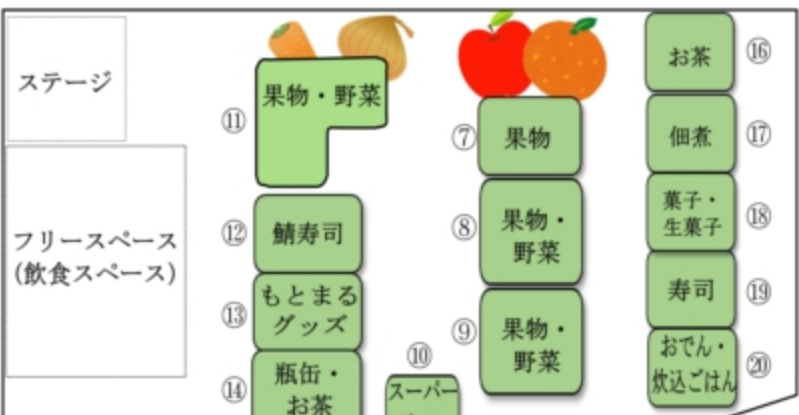 ステージ
フリースペース
(飲食スペース)
⑪
果物・野菜
⑫
鯖寿司
⑬
もとまる
グッズ
⑭
瓶缶・
お茶
⑩
スーパー
⑦
果物
⑧
果物・
野菜
⑨
果物・
野菜
お茶
⑯
佃煮
⑰
菓子・
生菓子
⑱
寿司
⑲
おでん・
炊込ごはん
⑳